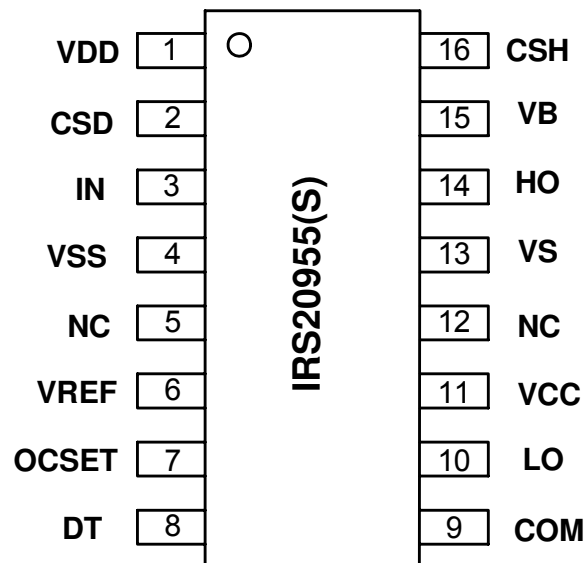 VDD 1 16 CSH
CSD 2 15 VB
IN 3 14 HO
VSS 4 13 VS
NC 5 12 NC
VREF 6 11 VCC
OCSET 7 10 LO
DT 8 9 COM
IRS20955(S)